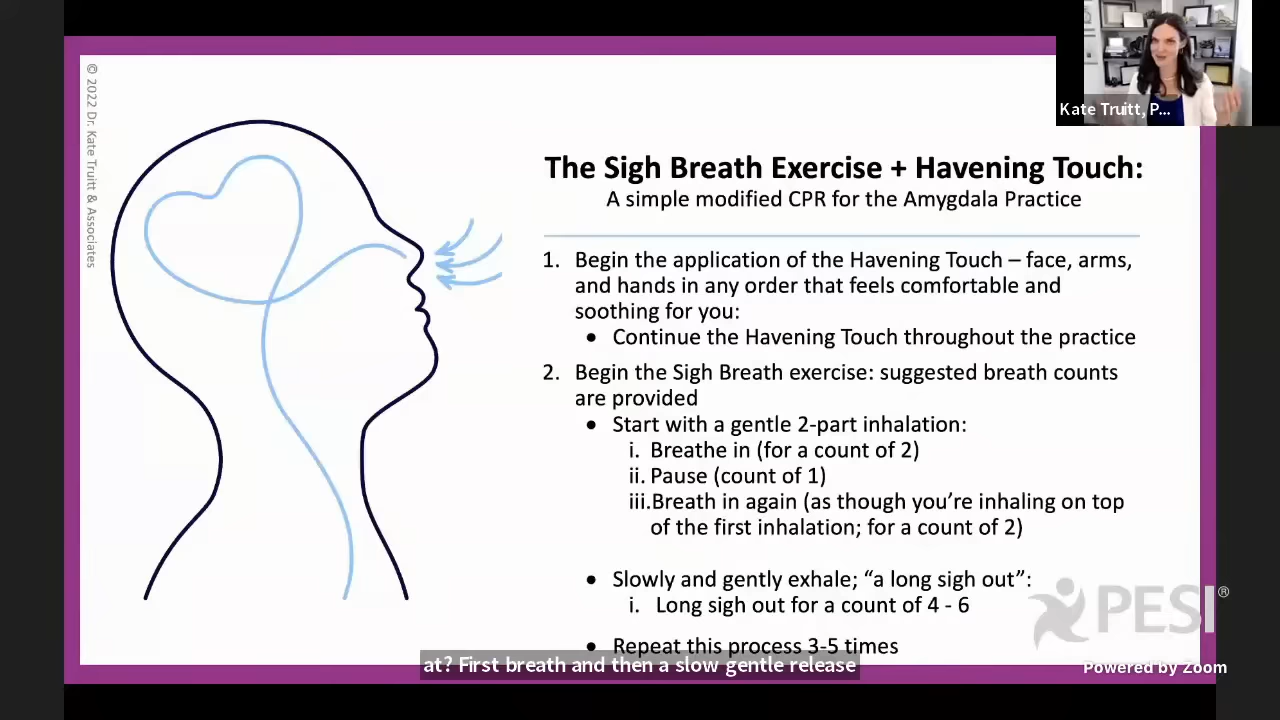 © 2022 Dr. Kate Truitt & Associates
Kate Truitt, P...
The Sigh Breath Exercise + Havening Touch:
A simple modified CPR for the Amygdala Practice
1. Begin the application of the Havening Touch – face, arms,
and hands in any order that feels comfortable and
soothing for you:
• Continue the Havening Touch throughout the practice
2. Begin the Sigh Breath exercise: suggested breath counts
are provided
• Start with a gentle 2-part inhalation:
i. Breathe in (for a count of 2)
ii. Pause (count of 1)
iii.Breath in again (as though you’re inhaling on top
of the first inhalation; for a count of 2)
• Slowly and gently exhale; “a long sigh out”:
i. Long sigh out for a count of 4 - 6
PESI®
• Repeat this process 3-5 times
at? First breath and then a slow gentle release
Powered by Zoom